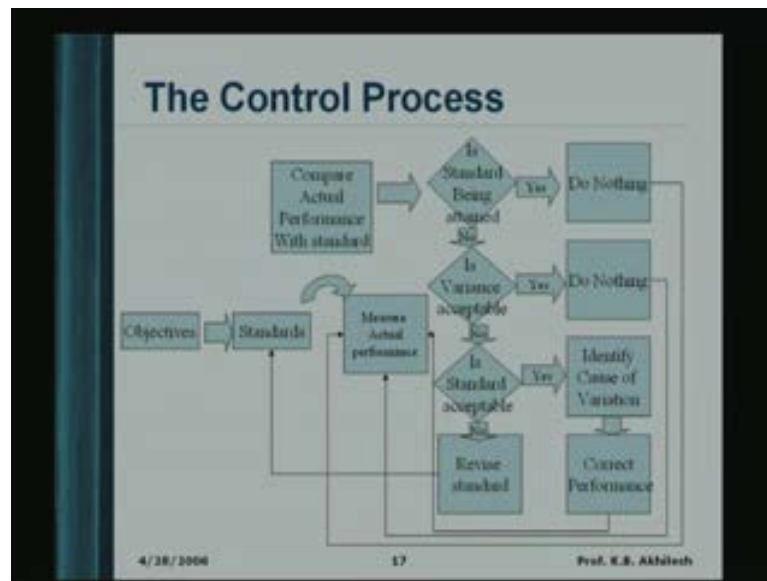 The Control Process
Compare
Actual
Performance
With standard
Is
Standard
Being
attained
Yes
Do Nothing
No
Is
Variance
acceptable
Yes
Do Nothing
No
Objectives
Standards
Measure
Actual
performance
Is
Standard
acceptable
Yes
Identify
Cause of
Variation
No
Revise
standard
Correct
Performance
4/28/2006
17
Prof. K.B. Akhilesh